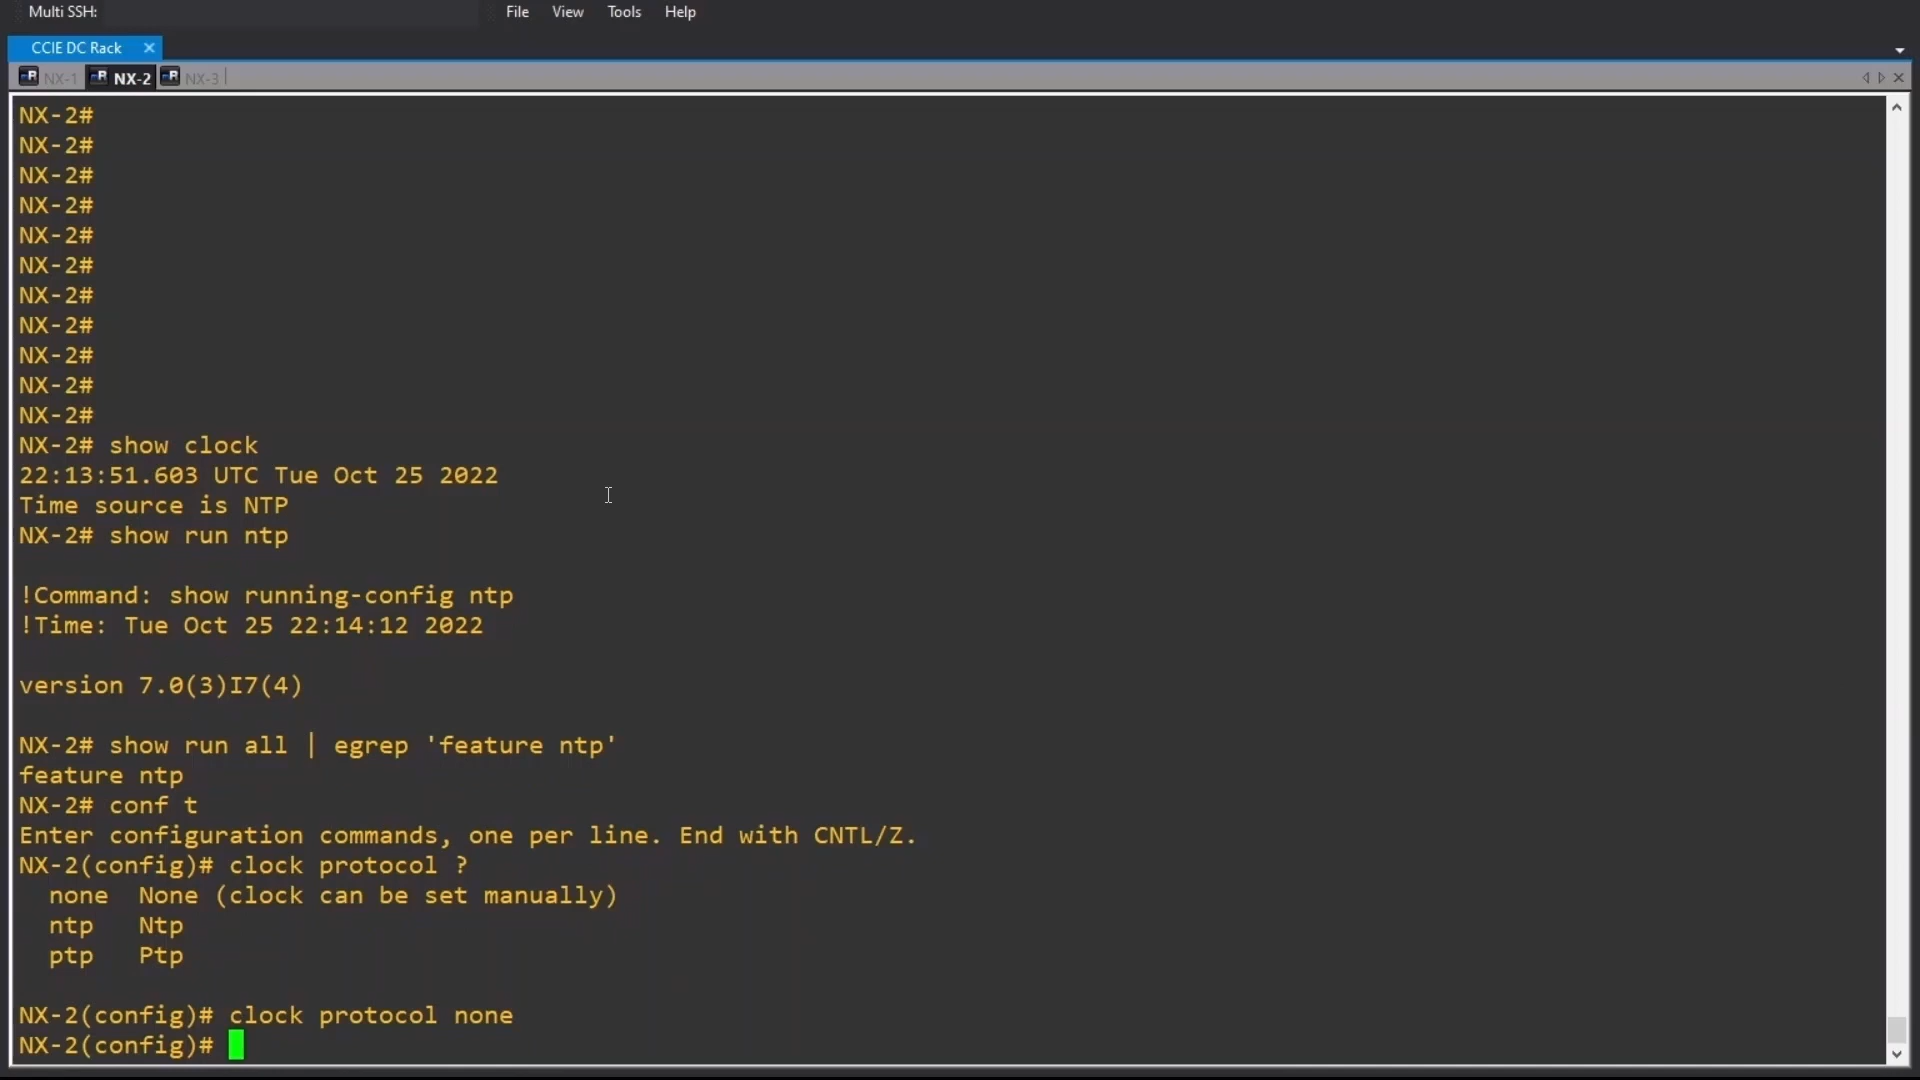 Multi SSH:
File View Tools Help
CCIE DC Rack
NX-1 NX-2 NX-3
NX-2#
NX-2#
NX-2#
NX-2#
NX-2#
NX-2#
NX-2#
NX-2#
NX-2#
NX-2#
NX-2#
NX-2# show clock
22:13:51.603 UTC Tue Oct 25 2022
Time source is NTP
NX-2# show run ntp
!Command: show running-config ntp
!Time: Tue Oct 25 22:14:12 2022
version 7.0(3)I7(4)
NX-2# show run all | egrep 'feature ntp'
feature ntp
NX-2# conf t
Enter configuration commands, one per line. End with CNTL/Z.
NX-2(config)# clock protocol ?
none None (clock can be set manually)
ntp Ntp
ptp Ptp
NX-2(config)# clock protocol none
NX-2(config)#